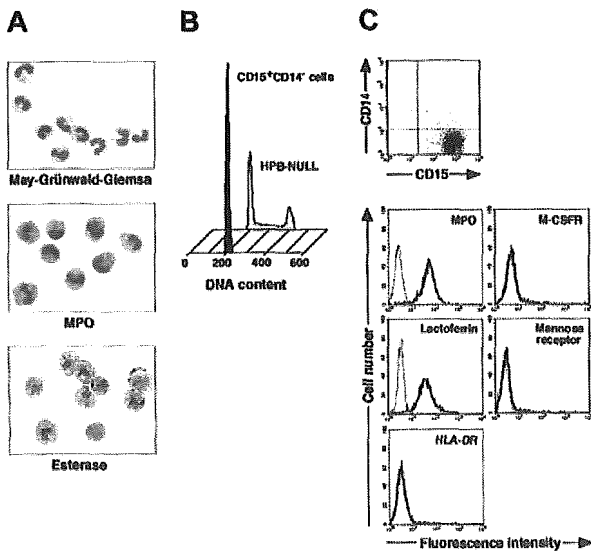 A
B
C
May-Grünwald-Giemsa
MPO
Esterase
CD15+CD14- cells
HPB-NULL
0 200 400 600
DNA content
CD14
CD15
MPO
M-CSFR
Lactoferrin
Mannose
receptor
HLA-DR
Cell number
Fluorescence intensity